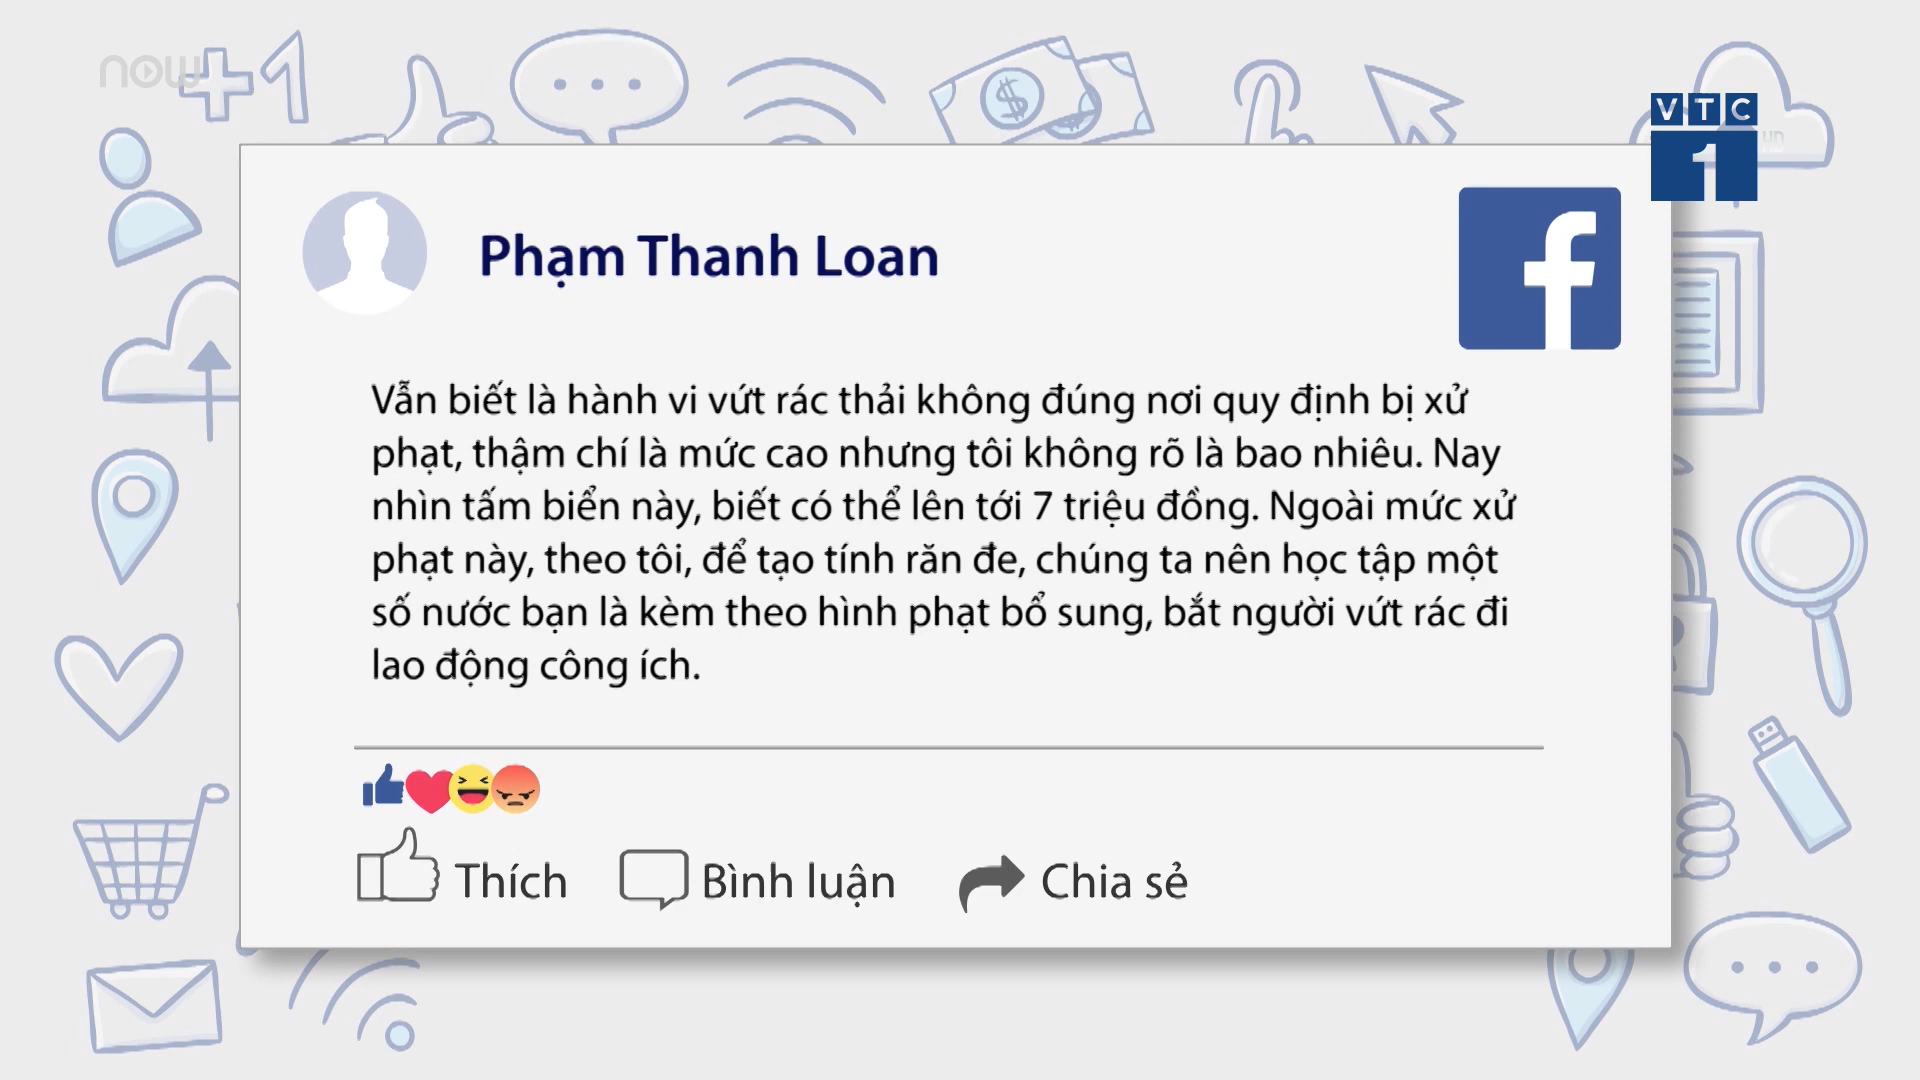 now
+1
VTC
1
HD
Phạm Thanh Loan
f
Vẫn biết là hành vi vứt rác thải không đúng nơi quy định bị xử
phạt, thậm chí là mức cao nhưng tôi không rõ là bao nhiêu. Nay
nhìn tấm biển này, biết có thể lên tới 7 triệu đồng. Ngoài mức xử
phạt này, theo tôi, để tạo tính răn đe, chúng ta nên học tập một
số nước bạn là kèm theo hình phạt bổ sung, bắt người vứt rác đi
lao động công ích.
Thích Bình luận Chia sẻ